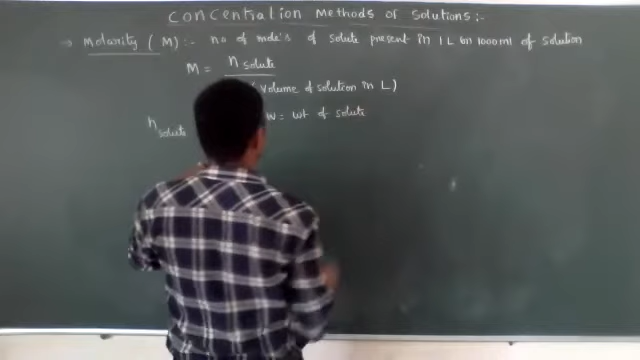 Concentration Methods of Solutions:-
→ Molarity (M):- no of mole's of solute present in 1 L (or) 1000 ml of solution
M = n solute
(Volume of solution in L)
n solute W = wt of solute